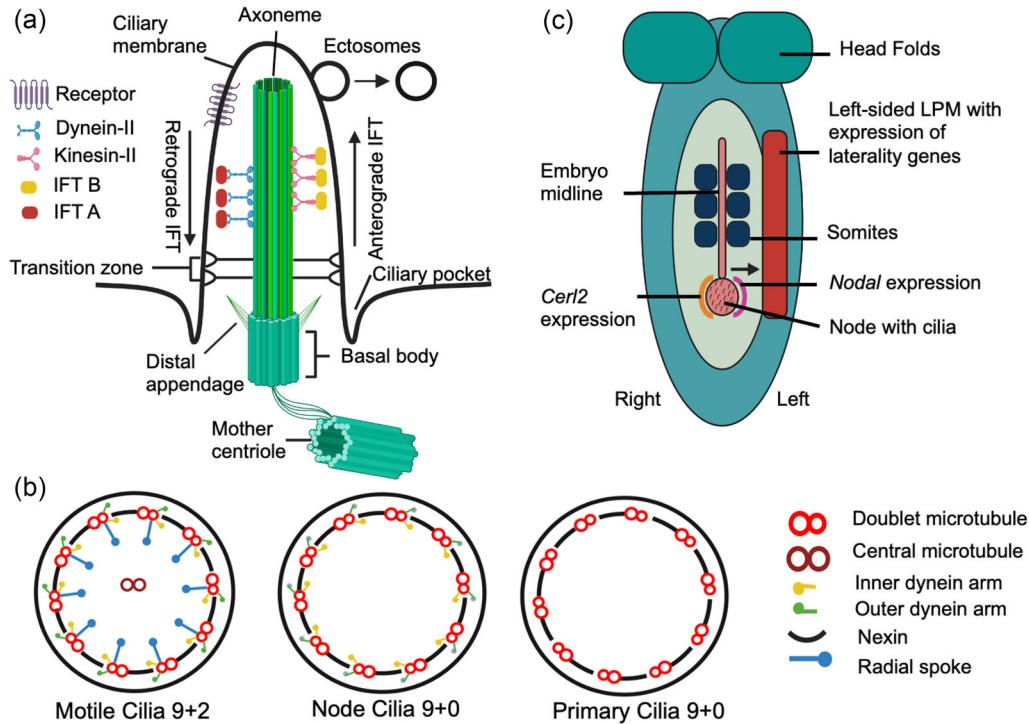 (a)
Axoneme
Ciliary
membrane
Ectosomes
Receptor
Dynein-II
Kinesin-II
IFT B
IFT A
Retrograde IFT
Anterograde IFT
Transition zone
Ciliary pocket
Distal
appendage
Basal body
Mother
centriole
(c)
Head Folds
Left-sided LPM with
expression of
laterality genes
Embryo
midline
Somites
Nodal expression
Cerl2
expression
Node with cilia
Right
Left
(b)
Motile Cilia 9+2
Node Cilia 9+0
Primary Cilia 9+0
Doublet microtubule
Central microtubule
Inner dynein arm
Outer dynein arm
Nexin
Radial spoke